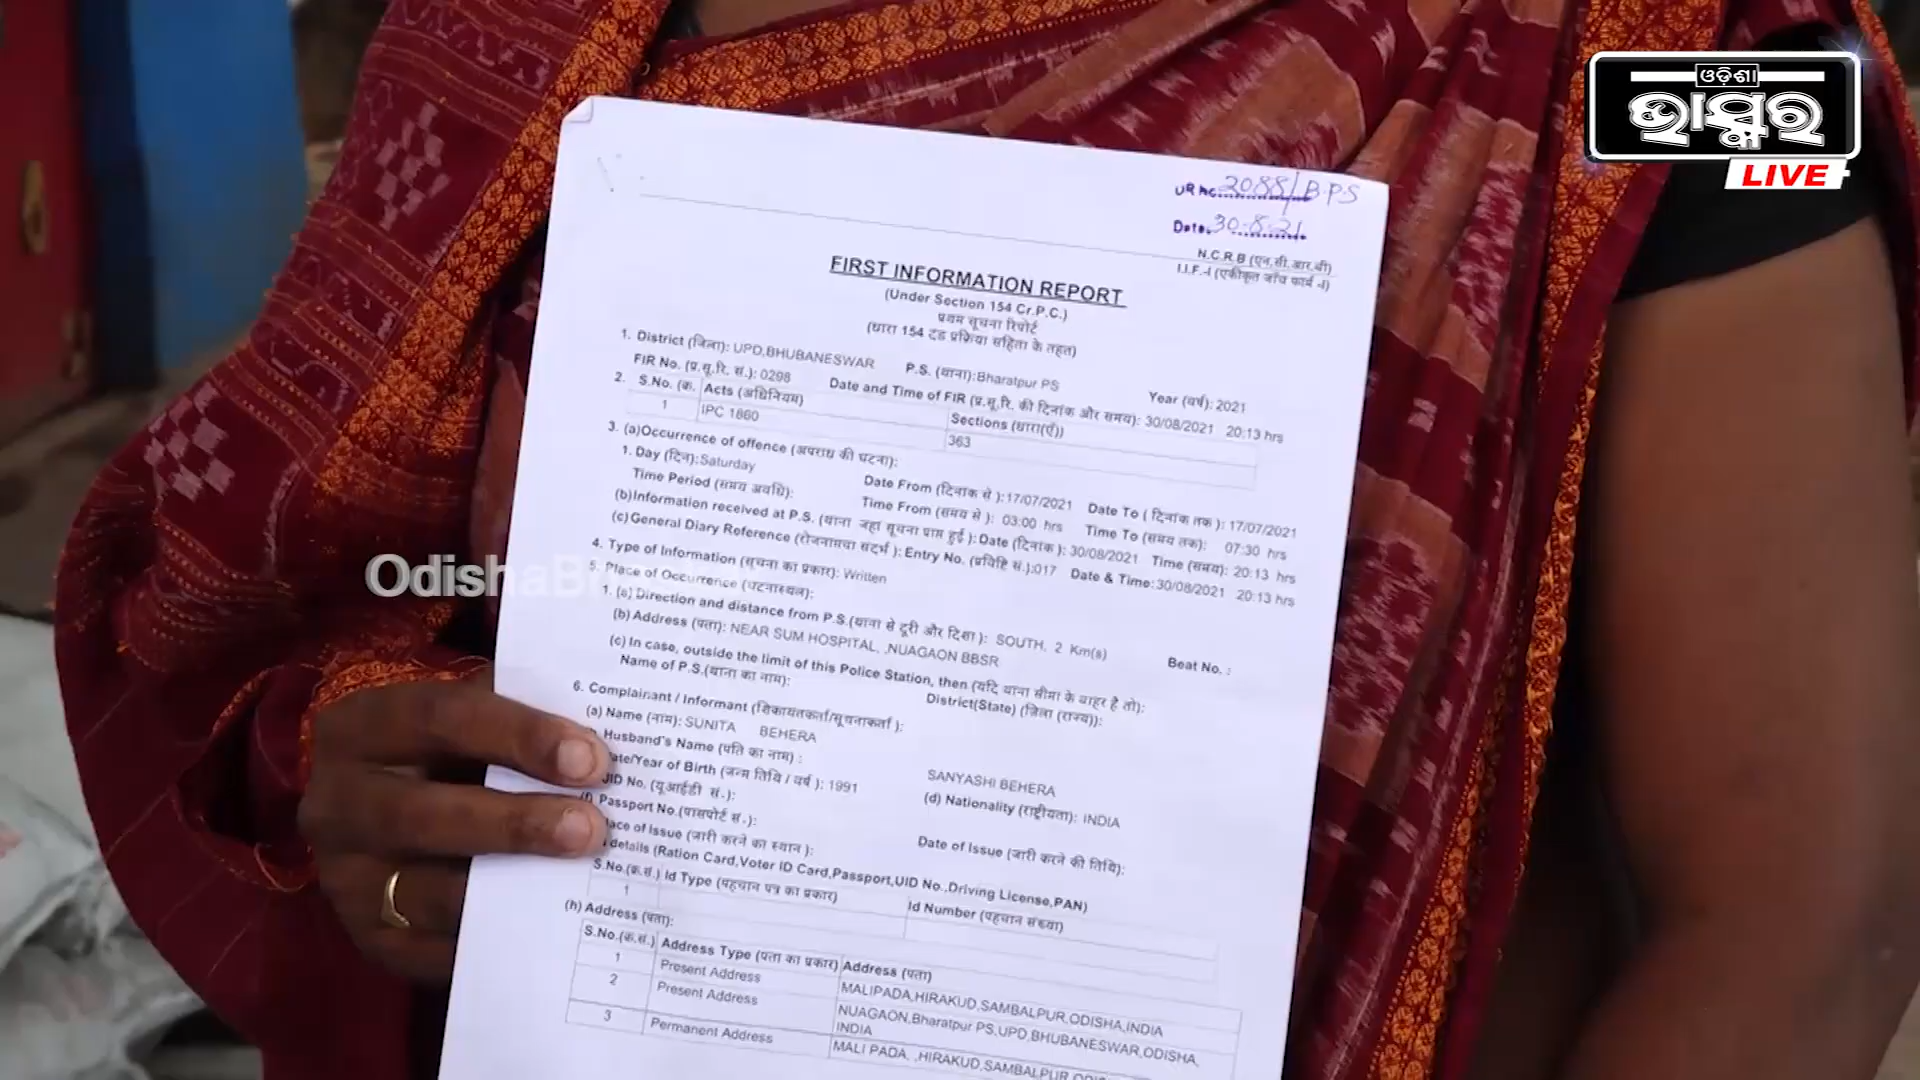 ଓଡ଼ିଶା
ଭାସ୍କର
LIVE
UR No. 2088/B.P.S
Date. 30-8-21
N.C.R.B (एन.सी.आर.बी)
I.I.F.-I (एकीकृत जाँच फार्म -I)
FIRST INFORMATION REPORT
(Under Section 154 Cr.P.C.)
प्रथम सूचना रिपोर्ट
(धारा 154 दंड प्रक्रिया संहिता के तहत)
1. District (जिला): UPD,BHUBANESWAR P.S. (थाना):Bharatpur PS Year (वर्ष): 2021
FIR No. (प्र.सू.रि. सं.): 0298 Date and Time of FIR (प्र.सू.रि. की दिनांक और समय): 30/08/2021 20:13 hrs
2. S.No. (क्र. Acts (अधिनियम) Sections (धारा(एँ))
1 IPC 1860 363
3. (a)Occurrence of offence (अपराध की घटना):
1. Day (दिन):Saturday Date From (दिनांक से ):17/07/2021 Date To ( दिनांक तक ): 17/07/2021
Time Period (समय अवधि): Time From (समय से ): 03:00 hrs Time To (समय तक): 07:30 hrs
(b)Information received at P.S. (थाना जहा सूचना प्राप्त हुई ):Date (दिनांक ): 30/08/2021 Time (समय): 20:13 hrs
(c)General Diary Reference (रोजनामचा संदर्भ ): Entry No. (प्रविष्टि सं.):017 Date & Time:30/08/2021 20:13 hrs
4. Type of Information (सूचना का प्रकार): Written
5. Place of Occurrence (घटनास्थल):
1. (a) Direction and distance from P.S.(थाना से दूरी और दिशा ): SOUTH, 2 Km(s) Beat No. :
(b) Address (पता): NEAR SUM HOSPITAL, ,NUAGAON BBSR
(c) In case, outside the limit of this Police Station, then (यदि थाना सीमा के बाहर है तो):
Name of P.S.(थाना का नाम): District(State) (जिला (राज्य)):
6. Complainant / Informant (शिकायतकर्ता/सूचनाकर्ता ):
(a) Name (नाम): SUNITA BEHERA
Husband's Name (पति का नाम) : SANYASHI BEHERA
ate/Year of Birth (जन्म तिथि / वर्ष ): 1991 (d) Nationality (राष्ट्रीयता): INDIA
UID No. (यूआईडी सं.):
(f) Passport No.(पासपोर्ट सं.):
lace of Issue (जारी करने का स्थान ): Date of Issue (जारी करने की तिथि):
details (Ration Card,Voter ID Card,Passport,UID No.,Driving License,PAN)
S.No.(क्र.सं.) Id Type (पहचान पत्र का प्रकार) Id Number (पहचान संख्या)
1
(h) Address (पता):
S.No.(क्र.सं.) Address Type (पता का प्रकार) Address (पता)
1 Present Address MALIPADA,HIRAKUD,SAMBALPUR,ODISHA,INDIA
2 Present Address NUAGAON,Bharatpur PS,UPD,BHUBANESWAR,ODISHA,
INDIA
3 Permanent Address MALI PADA, ,HIRAKUD,SAMBALPUR